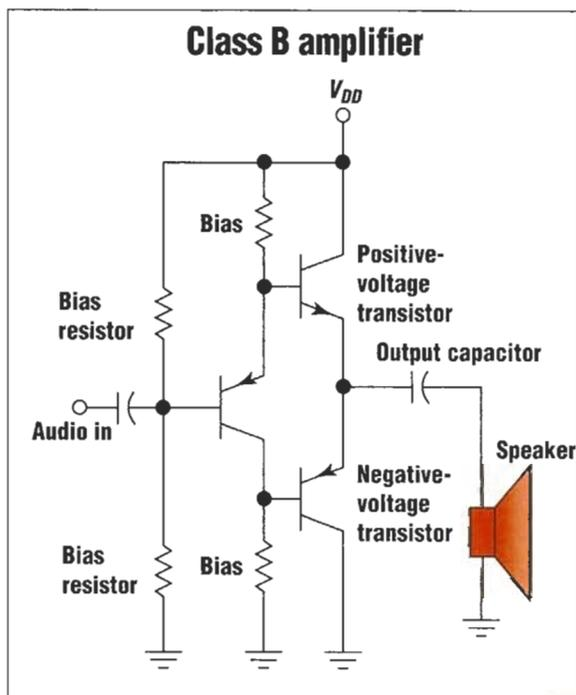 Class B amplifier
VDD
Bias
Positive-
voltage
transistor
Bias
resistor
Output capacitor
Audio in
Speaker
Negative-
voltage
transistor
Bias
resistor
Bias